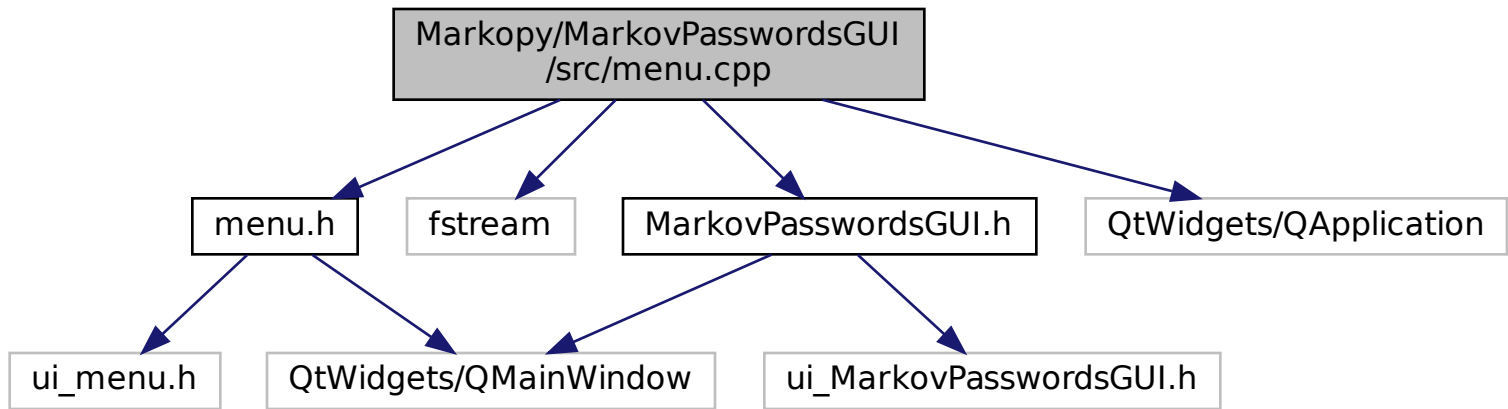 Markopy/MarkovPasswordsGUI
/src/menu.cpp
menu.h
fstream
MarkovPasswordsGUI.h
QtWidgets/QApplication
ui_menu.h
QtWidgets/QMainWindow
ui_MarkovPasswordsGUI.h